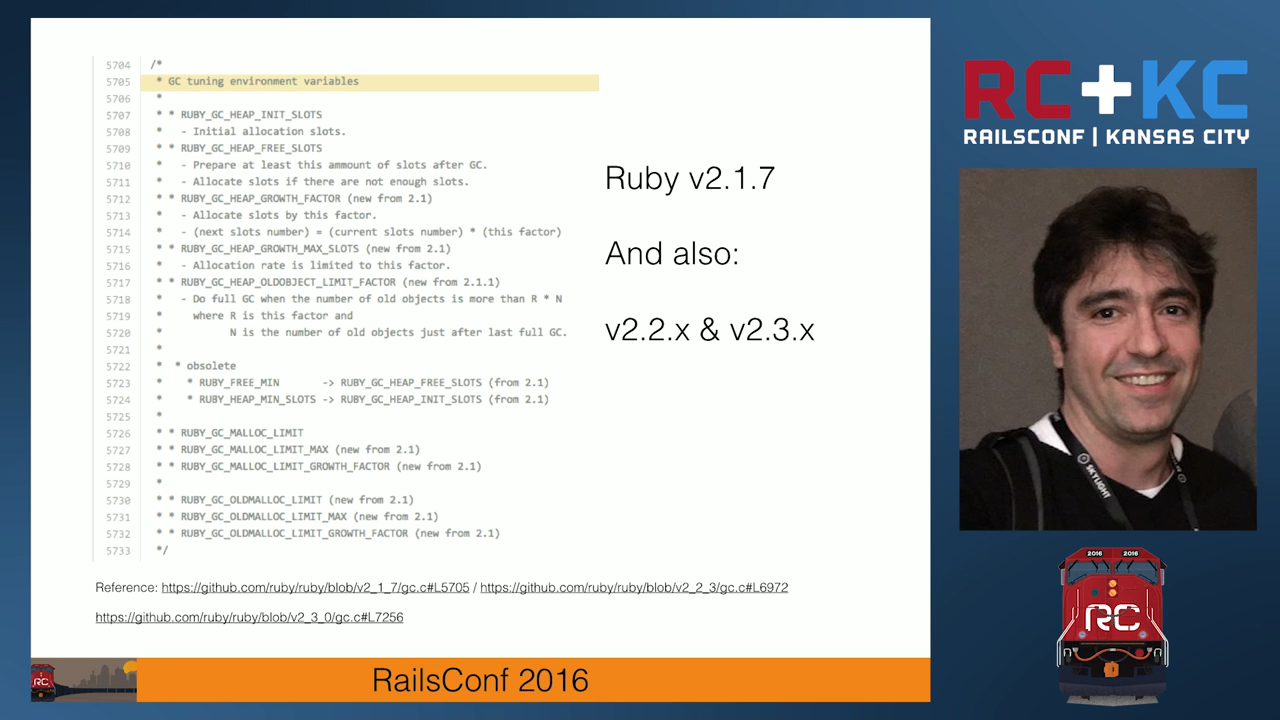 5704 /*
5705 * GC tuning environment variables
5706 *
5707 * * RUBY_GC_HEAP_INIT_SLOTS
5708 * - Initial allocation slots.
5709 * * RUBY_GC_HEAP_FREE_SLOTS
5710 * - Prepare at least this ammount of slots after GC.
5711 * - Allocate slots if there are not enough slots.
5712 * * RUBY_GC_HEAP_GROWTH_FACTOR (new from 2.1)
5713 * - Allocate slots by this factor.
5714 * - (next slots number) = (current slots number) * (this factor)
5715 * * RUBY_GC_HEAP_GROWTH_MAX_SLOTS (new from 2.1)
5716 * - Allocation rate is limited to this factor.
5717 * * RUBY_GC_HEAP_OLDOBJECT_LIMIT_FACTOR (new from 2.1.1)
5718 * - Do full GC when the number of old objects is more than R * N
5719 * where R is this factor and
5720 * N is the number of old objects just after last full GC.
5721 *
5722 * * obsolete
5723 * * RUBY_FREE_MIN -> RUBY_GC_HEAP_FREE_SLOTS (from 2.1)
5724 * * RUBY_HEAP_MIN_SLOTS -> RUBY_GC_HEAP_INIT_SLOTS (from 2.1)
5725 *
5726 * * RUBY_GC_MALLOC_LIMIT
5727 * * RUBY_GC_MALLOC_LIMIT_MAX (new from 2.1)
5728 * * RUBY_GC_MALLOC_LIMIT_GROWTH_FACTOR (new from 2.1)
5729 *
5730 * * RUBY_GC_OLDMALLOC_LIMIT (new from 2.1)
5731 * * RUBY_GC_OLDMALLOC_LIMIT_MAX (new from 2.1)
5732 * * RUBY_GC_OLDMALLOC_LIMIT_GROWTH_FACTOR (new from 2.1)
5733 */
Ruby v2.1.7
And also:
v2.2.x & v2.3.x
Reference: https://github.com/ruby/ruby/blob/v2_1_7/gc.c#L5705 / https://github.com/ruby/ruby/blob/v2_2_3/gc.c#L6972
https://github.com/ruby/ruby/blob/v2_3_0/gc.c#L7256
RC
RailsConf 2016
RC+KC
RAILSCONF | KANSAS CITY
SKYLIGHT
2016 2016
RC